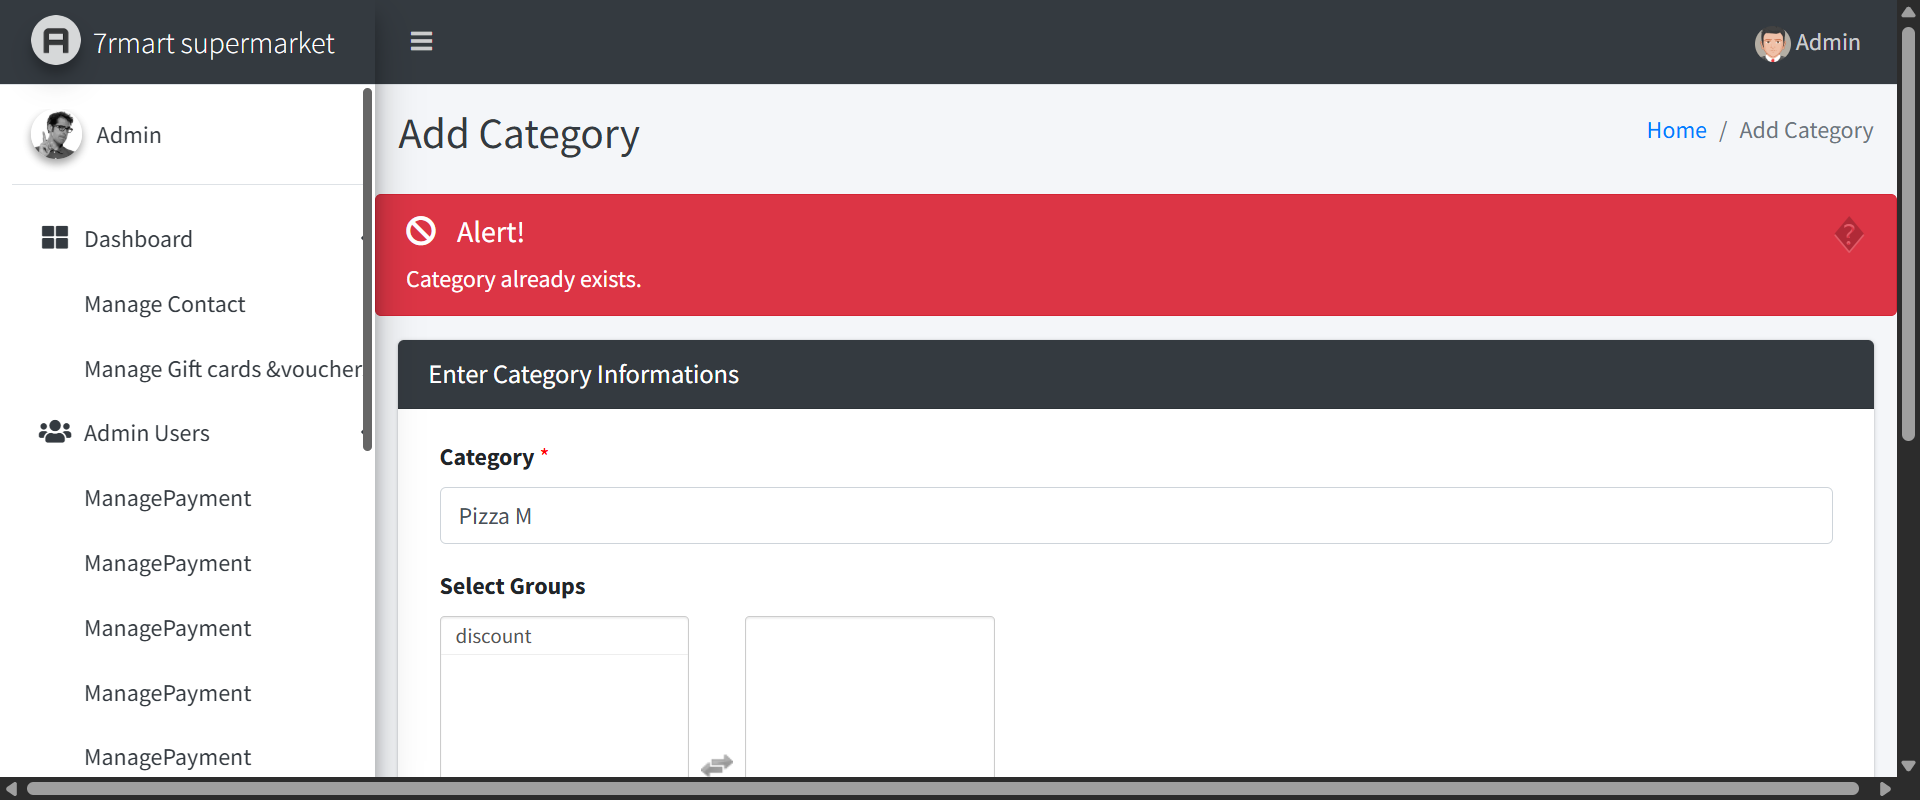 7rmart supermarket
Admin
Admin
Add Category
Home / Add Category
Alert!
Category already exists.
Dashboard
Manage Contact
Manage Gift cards &voucher
Admin Users
ManagePayment
ManagePayment
ManagePayment
ManagePayment
ManagePayment
Enter Category Informations
Category *
Pizza M
Select Groups
discount